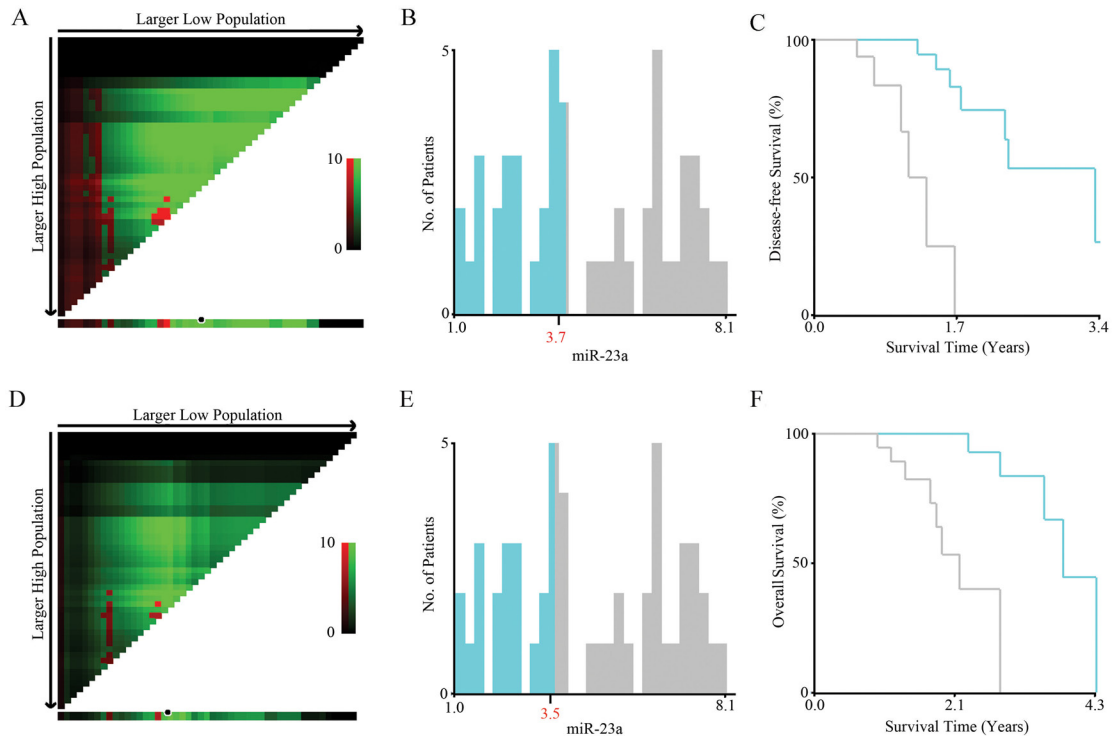 A
Larger Low Population
Larger High Population
10
0
B
5
No. of Patients
0
1.0
3.7
8.1
miR-23a
C
100
Disease-free Survival (%)
50
0
0.0
1.7
3.4
Survival Time (Years)
D
Larger Low Population
Larger High Population
10
0
E
5
No. of Patients
0
1.0
3.5
8.1
miR-23a
F
100
Overall Survival (%)
50
0
0.0
2.1
4.3
Survival Time (Years)